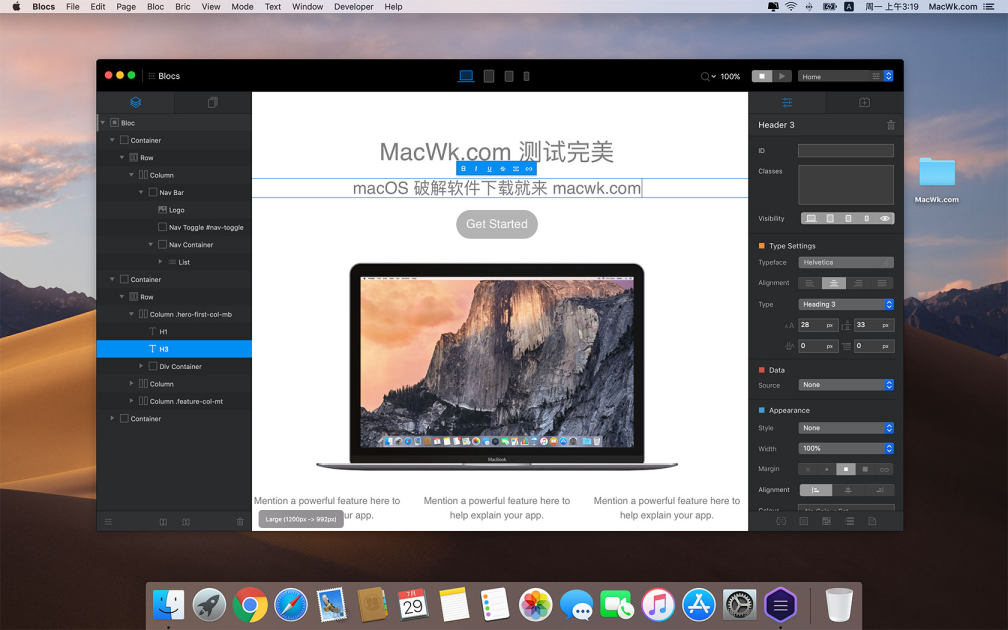 Blocs File Edit Page Bloc Bric View Mode Text Window Developer Help
周一 上午3:19 MacWk.com
Blocs
100%
Home
Bloc
Container
Row
Column
Nav Bar
Logo
Nav Toggle #nav-toggle
Nav Container
List
Container
Row
Column .hero-first-col-mb
H1
H3
Div Container
Column
Column .feature-col-mt
Container
MacWk.com 测试完美
B I U S
macOS 破解软件下载就来 macwk.com
Get Started
MacBook
Mention a powerful feature here to
ur app.
Mention a powerful feature here to
help explain your app.
Mention a powerful feature here to
help explain your app.
Large (1200px -> 992px)
Header 3
ID
Classes
Visibility
Type Settings
Typeface Helvetica
Alignment
Type Heading 3
28 px 33 px
0 px 0 px
Data
Source None
Appearance
Style None
Width 100%
Margin
Alignment
MacWk.com
7月
29